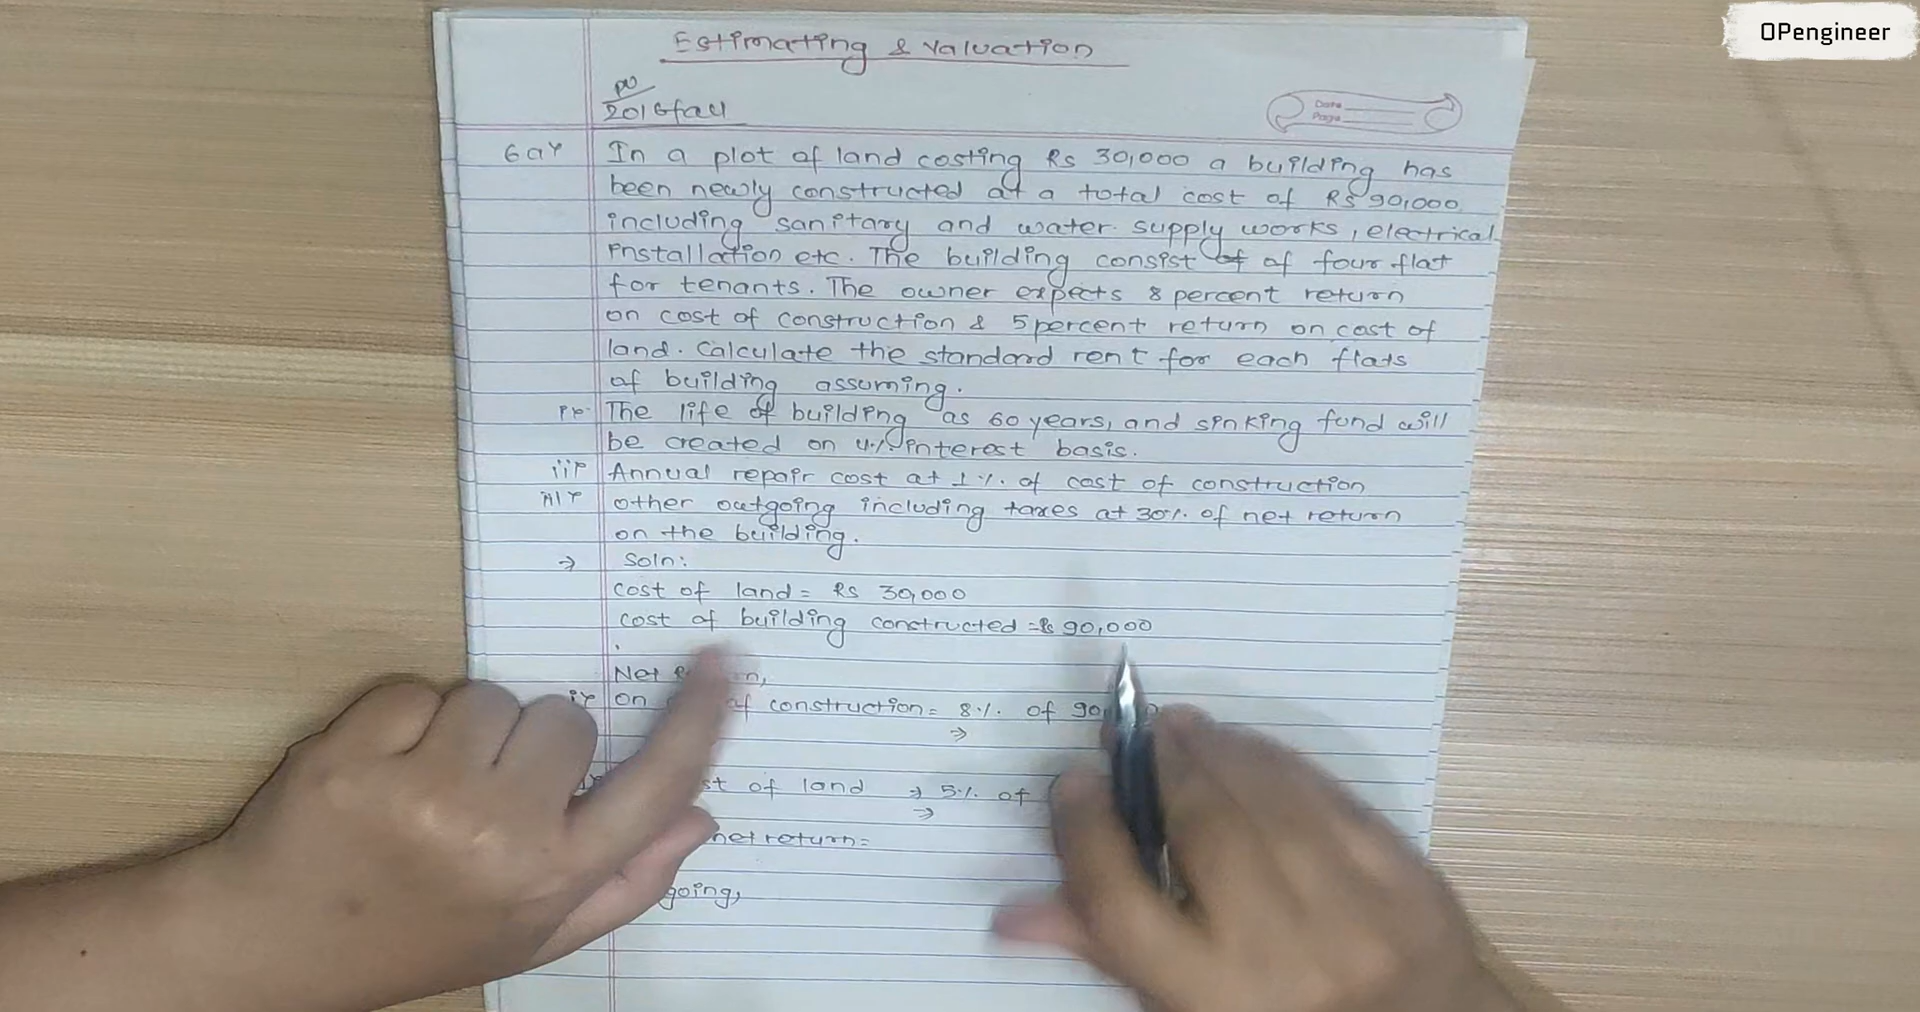 OPengineer
Estimating & Valuation
PU
2016fall
Date
Page
6 a) In a plot of land costing Rs 30,000 a building has
been newly constructed at a total cost of Rs 90,000
including sanitary and water supply works, electrical
installation etc. The building consist of four flat
for tenants. The owner expects 8 percent return
on cost of construction & 5 percent return on cost of
land. Calculate the standard rent for each flats
of building assuming.
i) The life of building as 60 years, and sinking fund will
be created on 4% interest basis.
ii) Annual repair cost at 1% of cost of construction
iii) other outgoing including taxes at 30% of net return
on the building.
→ Soln:
cost of land = Rs 30,000
cost of building constructed = Rs 90,000
Net
i) on of construction = 8% of
→
st of land → 5% of
→
net return =
going,